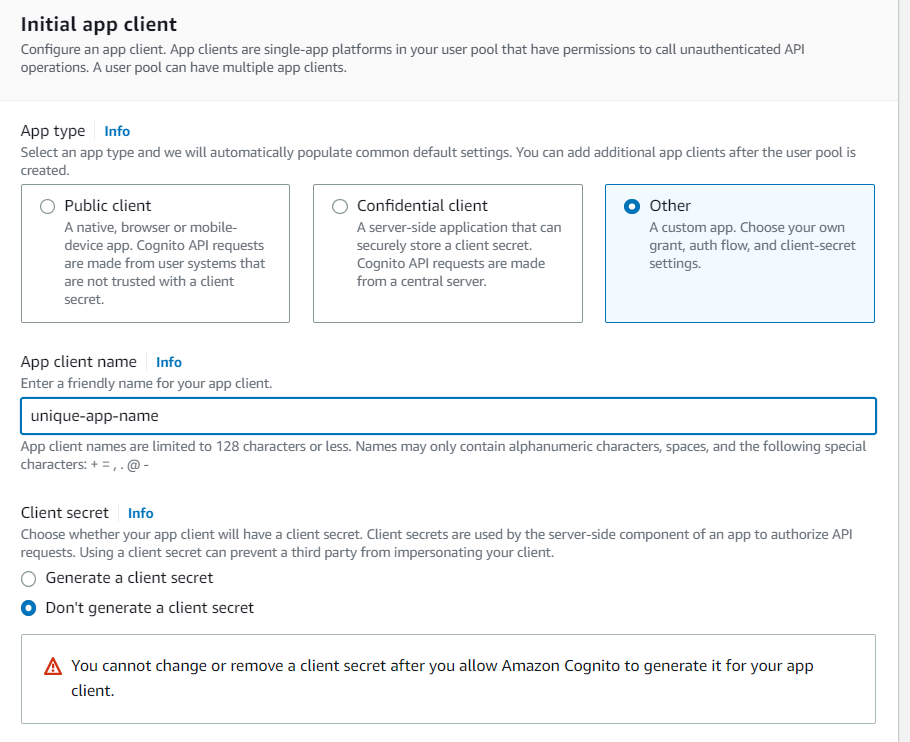 Initial app client
Configure an app client. App clients are single-app platforms in your user pool that have permissions to call unauthenticated API
operations. A user pool can have multiple app clients.
App type Info
Select an app type and we will automatically populate common default settings. You can add additional app clients after the user pool is
created.
Public client
A native, browser or mobile-
device app. Cognito API requests
are made from user systems that
are not trusted with a client
secret.
Confidential client
A server-side application that can
securely store a client secret.
Cognito API requests are made
from a central server.
Other
A custom app. Choose your own
grant, auth flow, and client-secret
settings.
App client name Info
Enter a friendly name for your app client.
unique-app-name
App client names are limited to 128 characters or less. Names may only contain alphanumeric characters, spaces, and the following special
characters: + = , . @ -
Client secret Info
Choose whether your app client will have a client secret. Client secrets are used by the server-side component of an app to authorize API
requests. Using a client secret can prevent a third party from impersonating your client.
Generate a client secret
Don't generate a client secret
You cannot change or remove a client secret after you allow Amazon Cognito to generate it for your app
client.